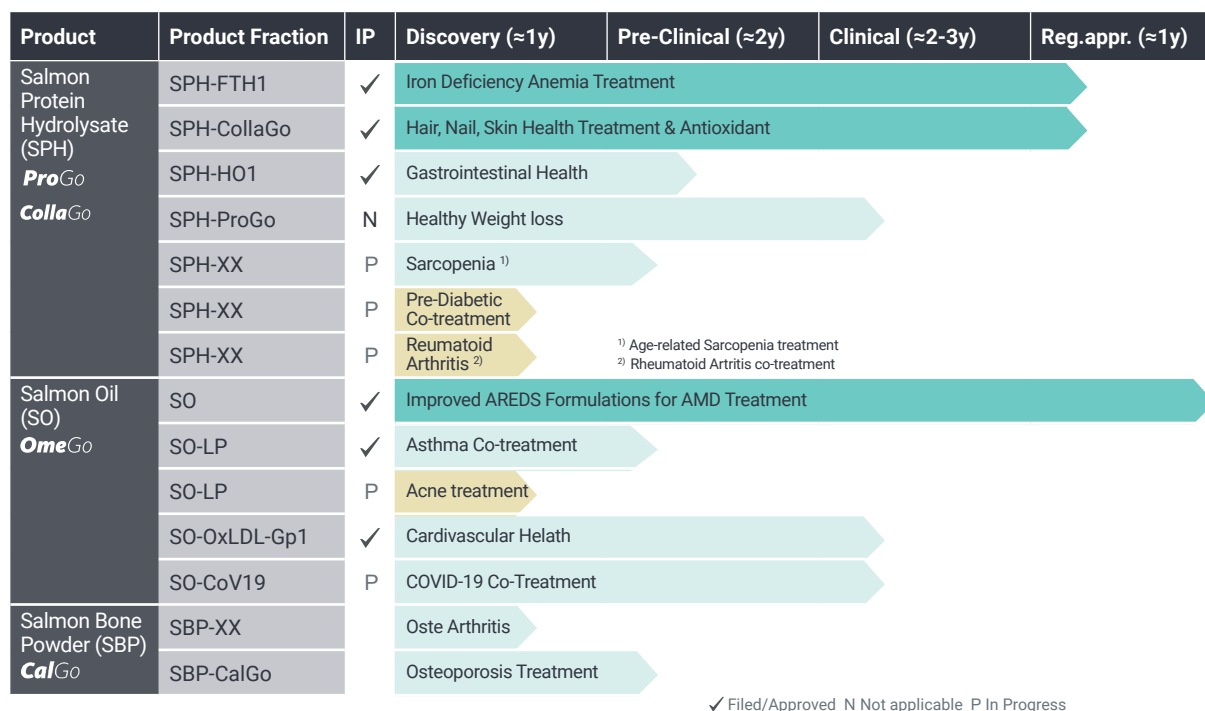 Product Product Fraction IP Discovery (≈1y) Pre-Clinical (≈2y) Clinical (≈2-3y) Reg.appr. (≈1y)
Salmon
Protein
Hydrolysate
(SPH)
ProGo
CollaGo
SPH-FTH1 ✓ Iron Deficiency Anemia Treatment
SPH-CollaGo ✓ Hair, Nail, Skin Health Treatment & Antioxidant
SPH-HO1 ✓ Gastrointestinal Health
SPH-ProGo N Healthy Weight loss
SPH-XX P Sarcopenia 1)
SPH-XX P Pre-Diabetic
Co-treatment
SPH-XX P Reumatoid
Arthritis 2)
1) Age-related Sarcopenia treatment
2) Rheumatoid Artritis co-treatment
Salmon Oil
(SO)
OmeGo
SO ✓ Improved AREDS Formulations for AMD Treatment
SO-LP ✓ Asthma Co-treatment
SO-LP P Acne treatment
SO-OxLDL-Gp1 ✓ Cardivascular Helath
SO-CoV19 P COVID-19 Co-Treatment
Salmon Bone
Powder (SBP)
CalGo
SBP-XX Oste Arthritis
SBP-CalGo Osteoporosis Treatment
✓ Filed/Approved N Not applicable P In Progress